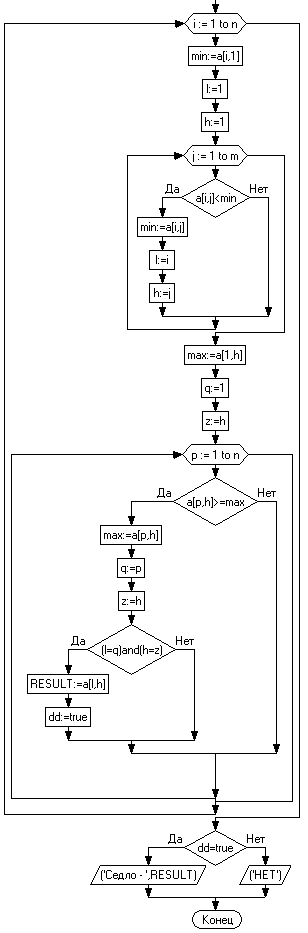 i := 1 to n
min:=a[i,1]
l:=1
h:=1
j := 1 to m
Да
Нет
a[i,j]<min
min:=a[i,j]
l:=i
h:=j
max:=a[1,h]
q:=1
z:=h
p := 1 to n
Да
Нет
a[p,h]>=max
max:=a[p,h]
q:=p
z:=h
Да
Нет
(l=q)and(h=z)
RESULT:=a[l,h]
dd:=true
Да
Нет
dd=true
('Седло - ',RESULT)
('НЕТ')
Конец